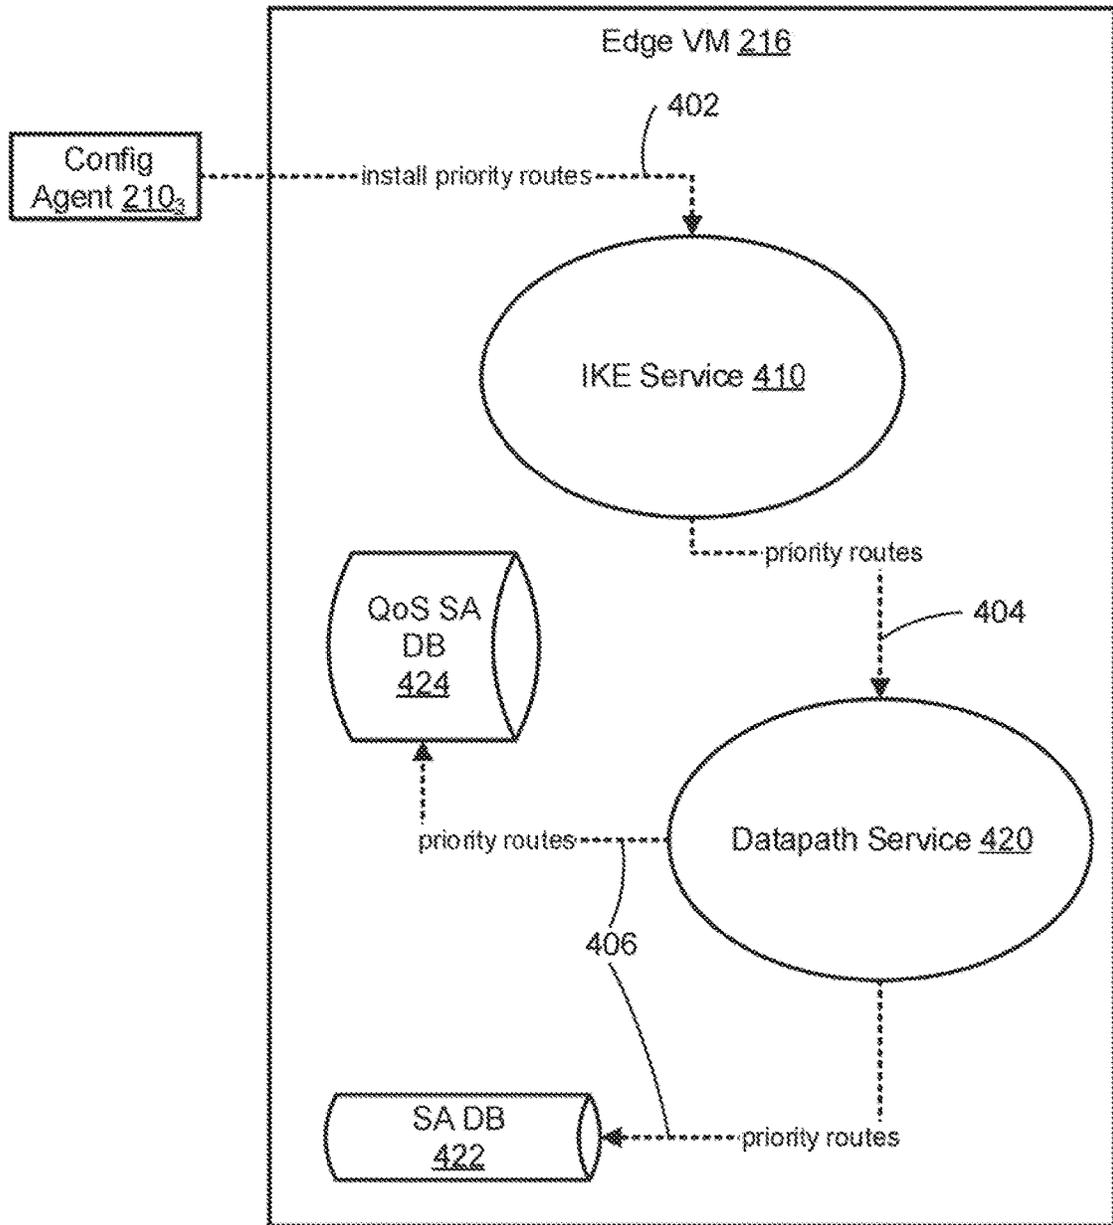 Edge VM 216
402
Config
Agent 210₃
install priority routes
IKE Service 410
priority routes
404
QoS SA
DB
424
priority routes
Datapath Service 420
406
SA DB
422
priority routes